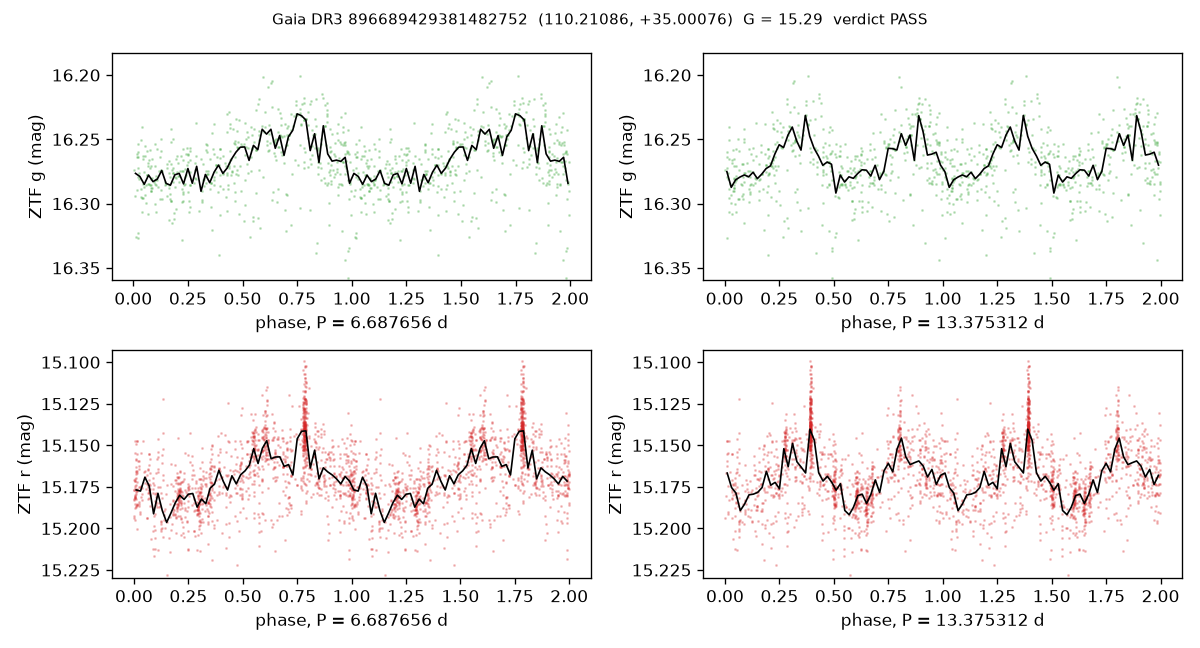 Gaia DR3 896689429381482752 (110.21086, +35.00076) G = 15.29 verdict PASS
16.20
16.25
16.30
16.35
ZTF g (mag)
0.00 0.25 0.50 0.75 1.00 1.25 1.50 1.75 2.00
phase, P = 6.687656 d
16.20
16.25
16.30
16.35
ZTF g (mag)
0.00 0.25 0.50 0.75 1.00 1.25 1.50 1.75 2.00
phase, P = 13.375312 d
15.100
15.125
15.150
15.175
15.200
15.225
ZTF r (mag)
0.00 0.25 0.50 0.75 1.00 1.25 1.50 1.75 2.00
phase, P = 6.687656 d
15.100
15.125
15.150
15.175
15.200
15.225
ZTF r (mag)
0.00 0.25 0.50 0.75 1.00 1.25 1.50 1.75 2.00
phase, P = 13.375312 d